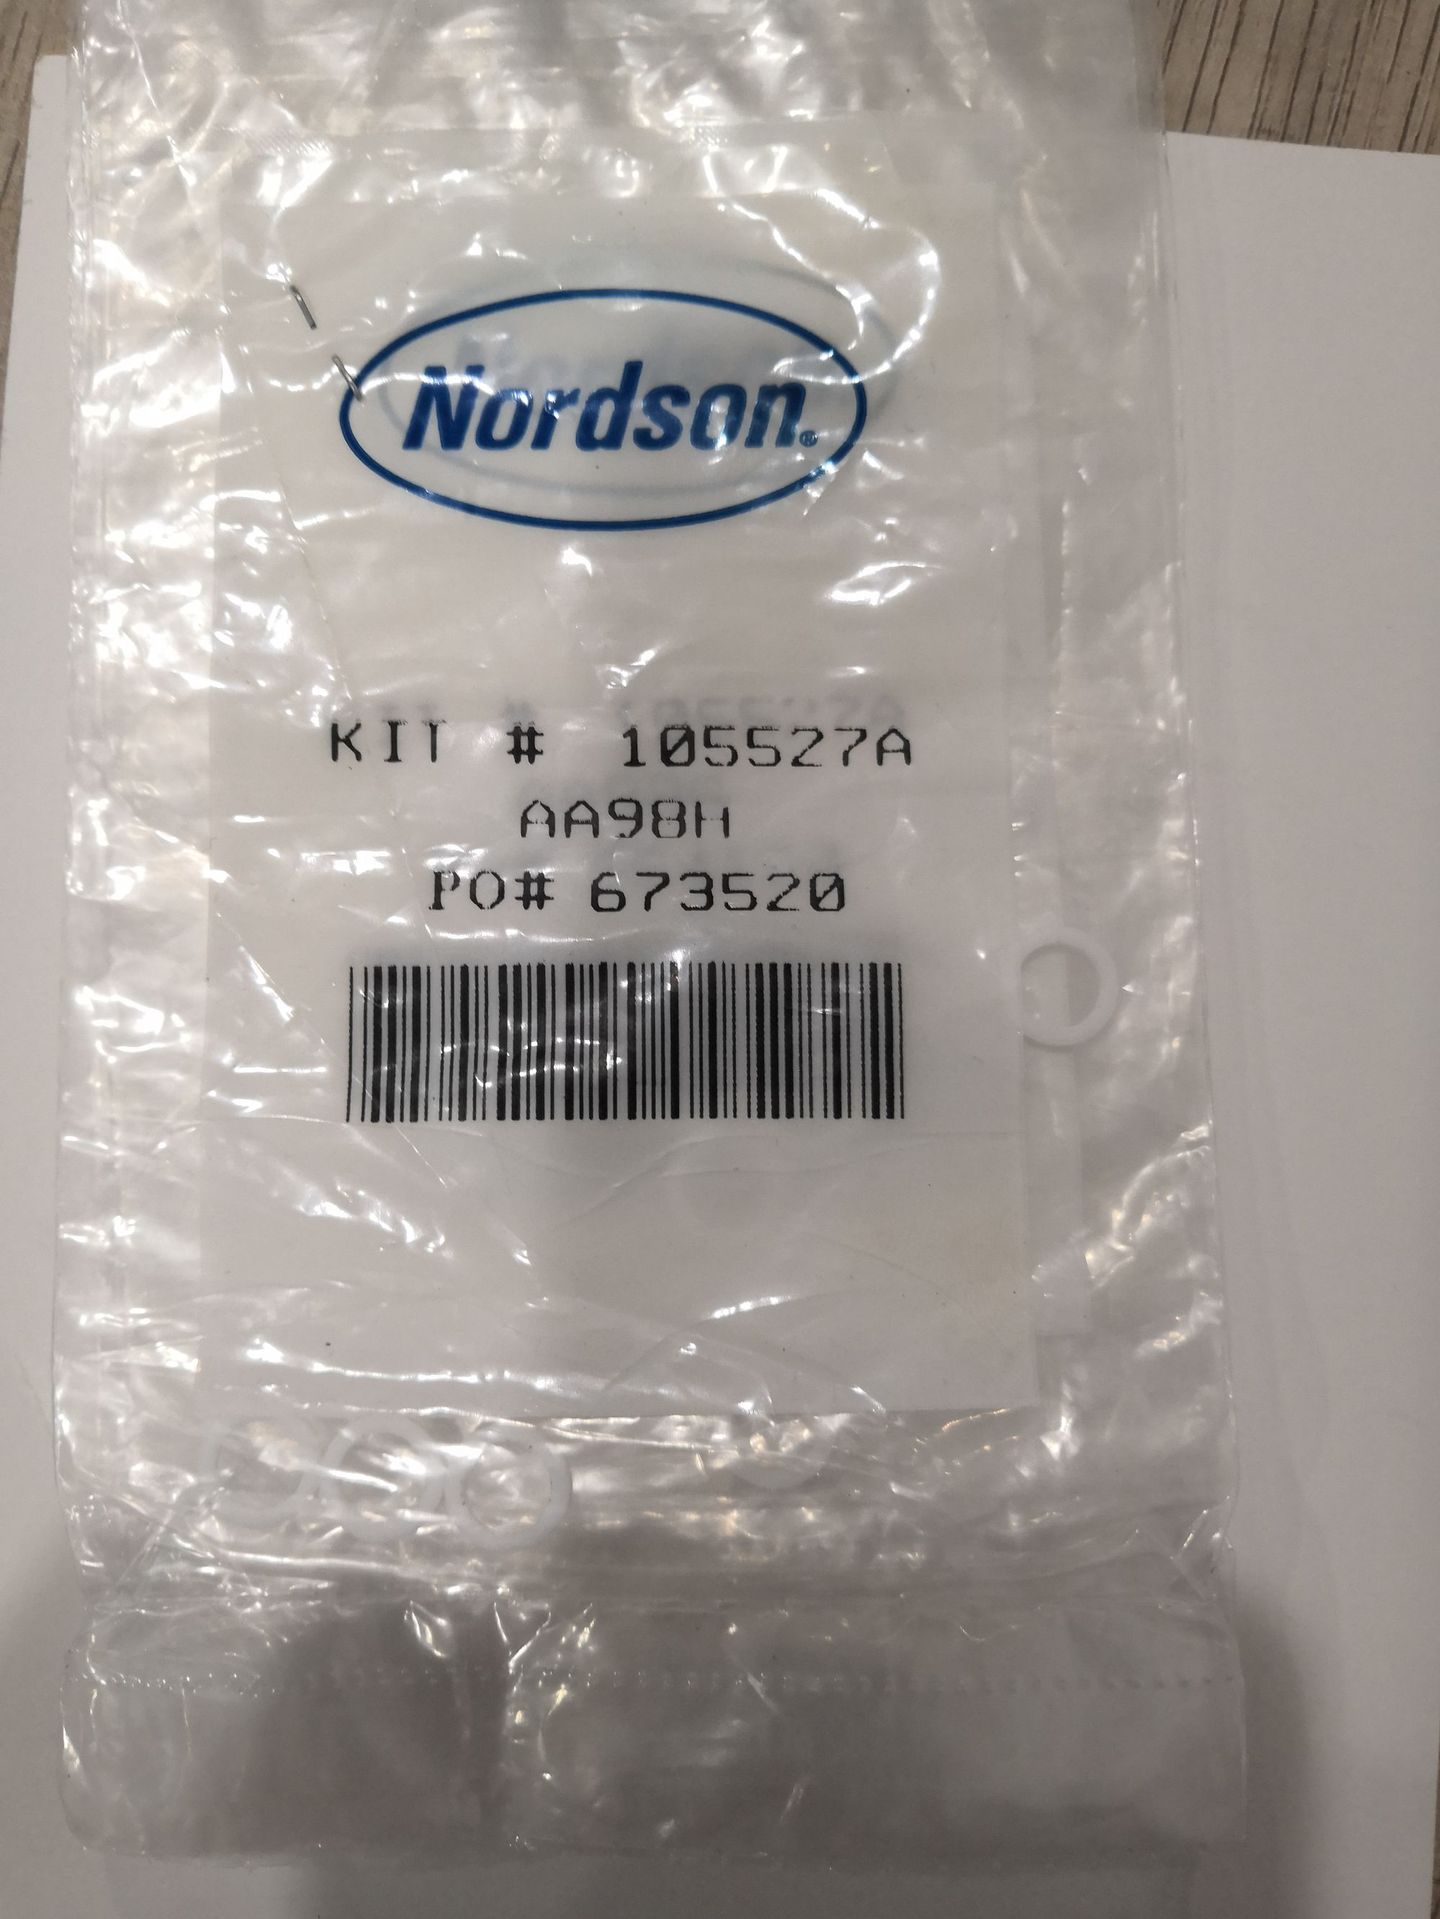 Nordson®
KIT # 105527A
AA98H
PO# 673520